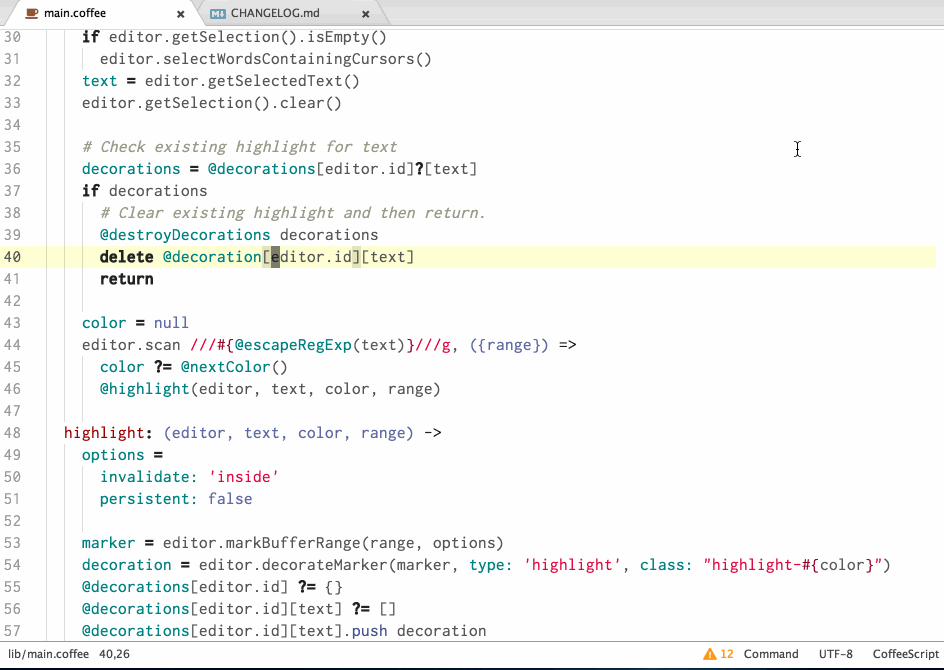 main.coffee x CHANGELOG.md x
30 if editor.getSelection().isEmpty()
31 editor.selectWordsContainingCursors()
32 text = editor.getSelectedText()
33 editor.getSelection().clear()
34
35 # Check existing highlight for text
36 decorations = @decorations[editor.id]?[text]
37 if decorations
38 # Clear existing highlight and then return.
39 @destroyDecorations decorations
40 delete @decoration[editor.id][text]
41 return
42
43 color = null
44 editor.scan ///#{@escapeRegExp(text)}///g, ({range}) =>
45 color ?= @nextColor()
46 @highlight(editor, text, color, range)
47
48 highlight: (editor, text, color, range) ->
49 options =
50 invalidate: 'inside'
51 persistent: false
52
53 marker = editor.markBufferRange(range, options)
54 decoration = editor.decorateMarker(marker, type: 'highlight', class: "highlight-#{color}")
55 @decorations[editor.id] ?= {}
56 @decorations[editor.id][text] ?= []
57 @decorations[editor.id][text].push decoration
lib/main.coffee 40,26 12 Command UTF-8 CoffeeScript